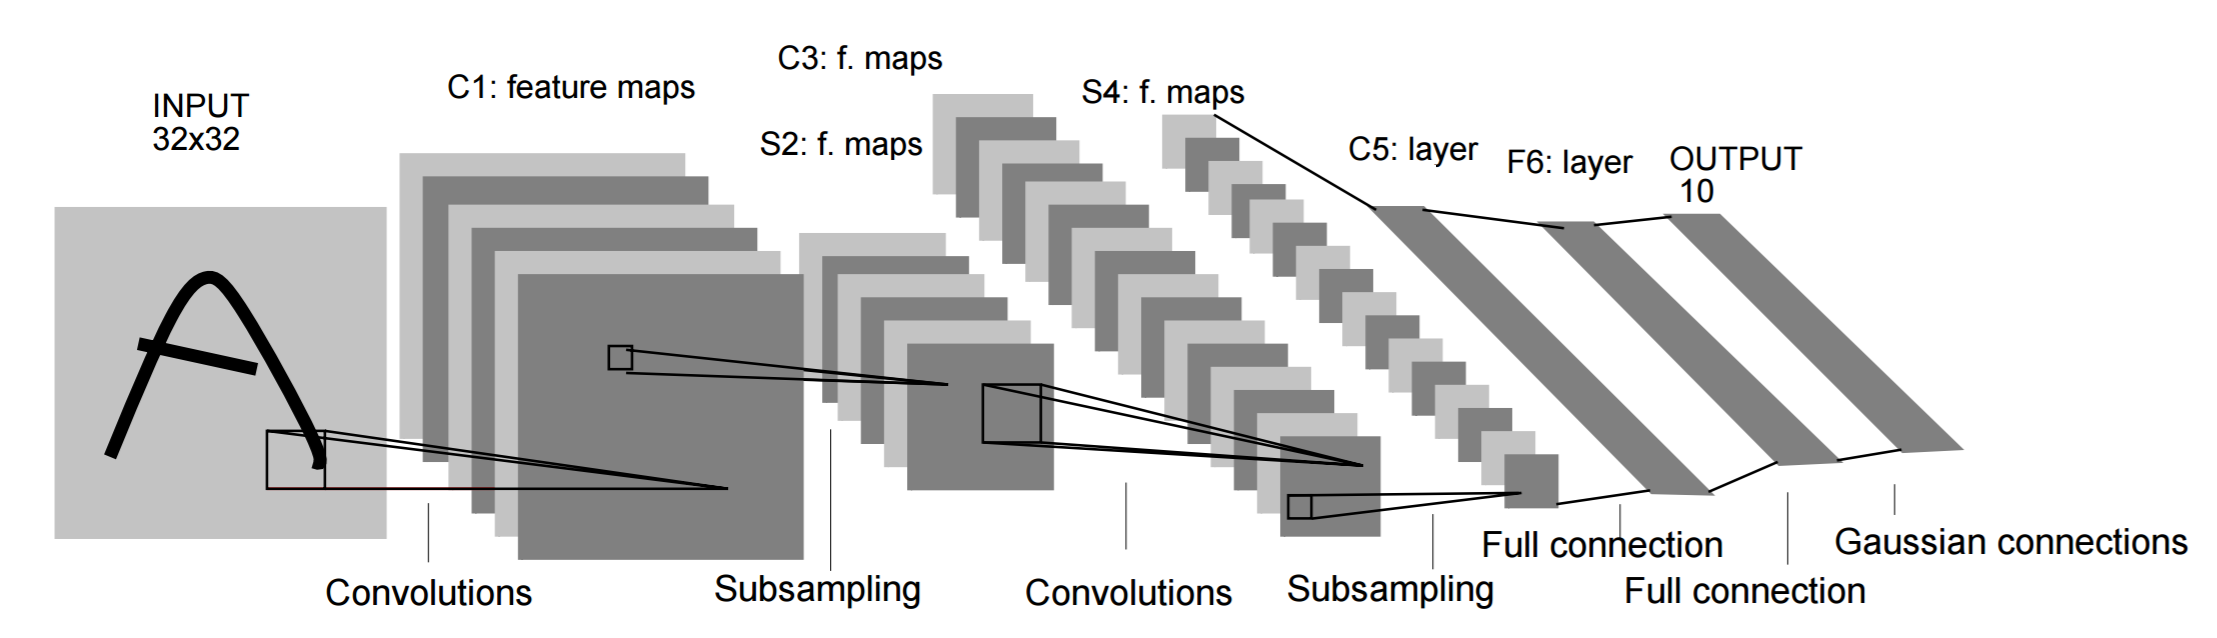 INPUT
32x32
C1: feature maps
C3: f. maps
S2: f. maps
S4: f. maps
C5: layer
F6: layer
OUTPUT
10
Convolutions
Subsampling
Convolutions
Subsampling
Full connection
Full connection
Gaussian connections